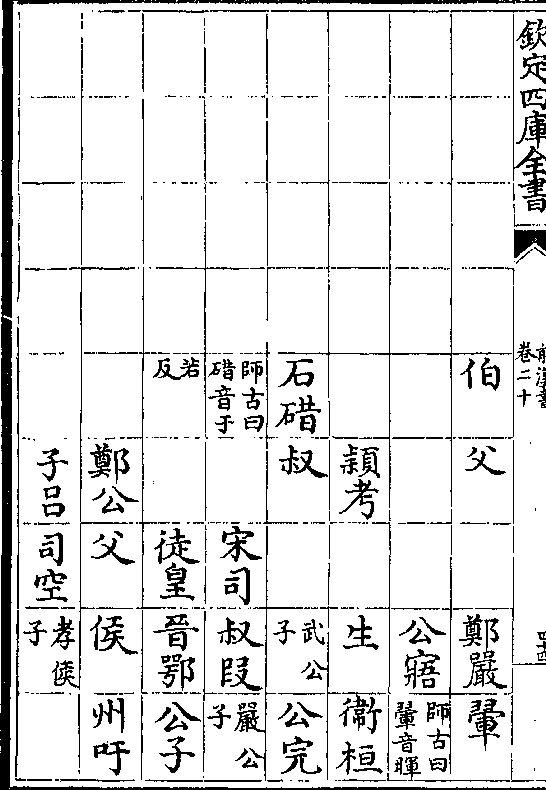 欽定四庫全書
前漢書
卷二十
伯 父 鄭嚴 翬
公寤 師古曰翬音暉
頴考 生 衛桓
石碏 叔 武公子 公完
師古曰碏音于 宋司 叔段 嚴公子
若反 徒皇 晉鄂 公子
鄭公 父 侯 州吁
子吕 司空 孝侯子